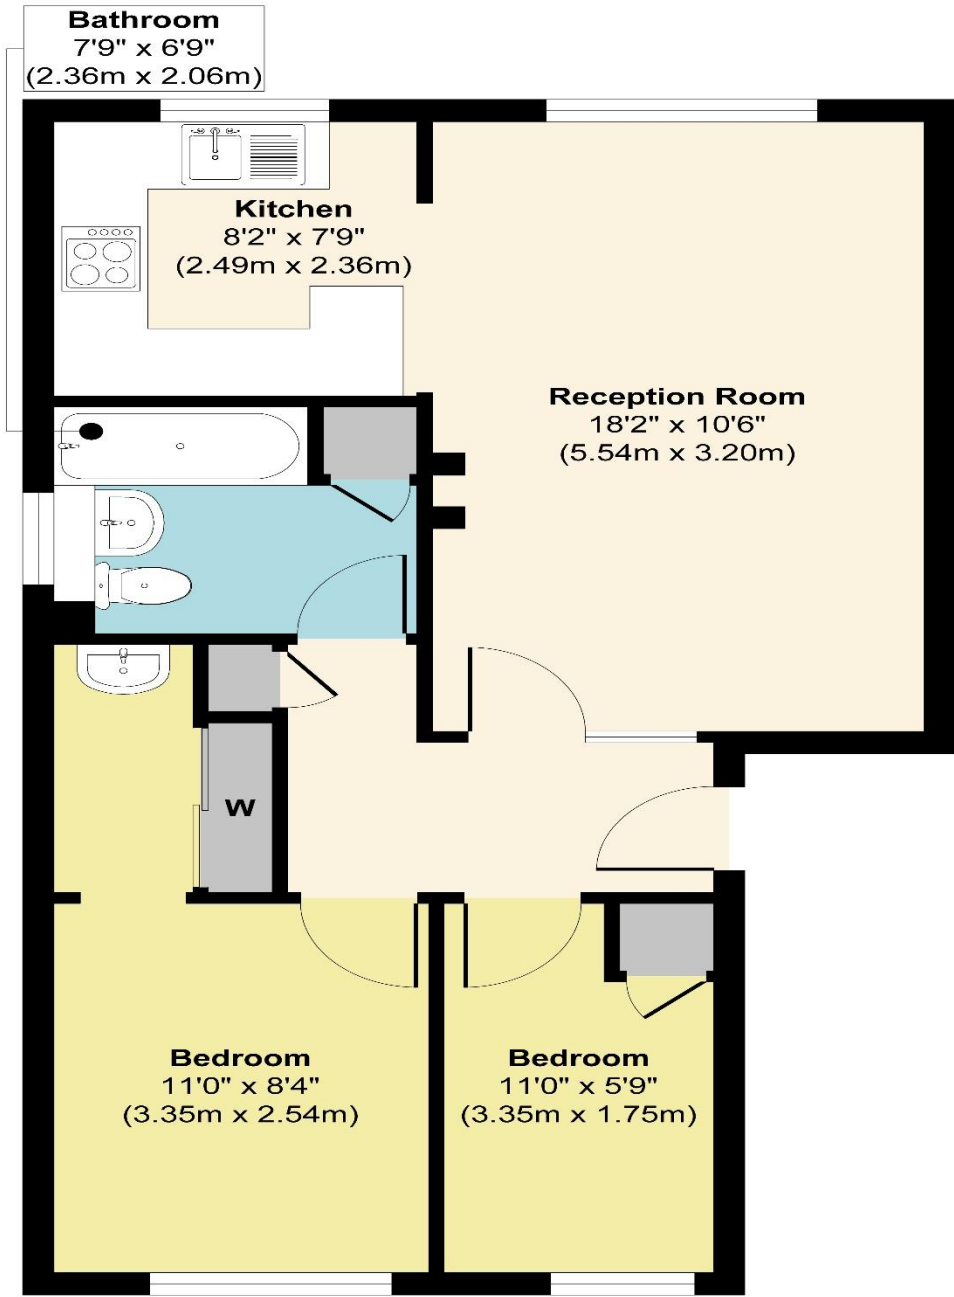 Bathroom
7'9" x 6'9"
(2.36m x 2.06m)
Kitchen
8'2" x 7'9"
(2.49m x 2.36m)
Reception Room
18'2" x 10'6"
(5.54m x 3.20m)
W
Bedroom
11'0" x 8'4"
(3.35m x 2.54m)
Bedroom
11'0" x 5'9"
(3.35m x 1.75m)